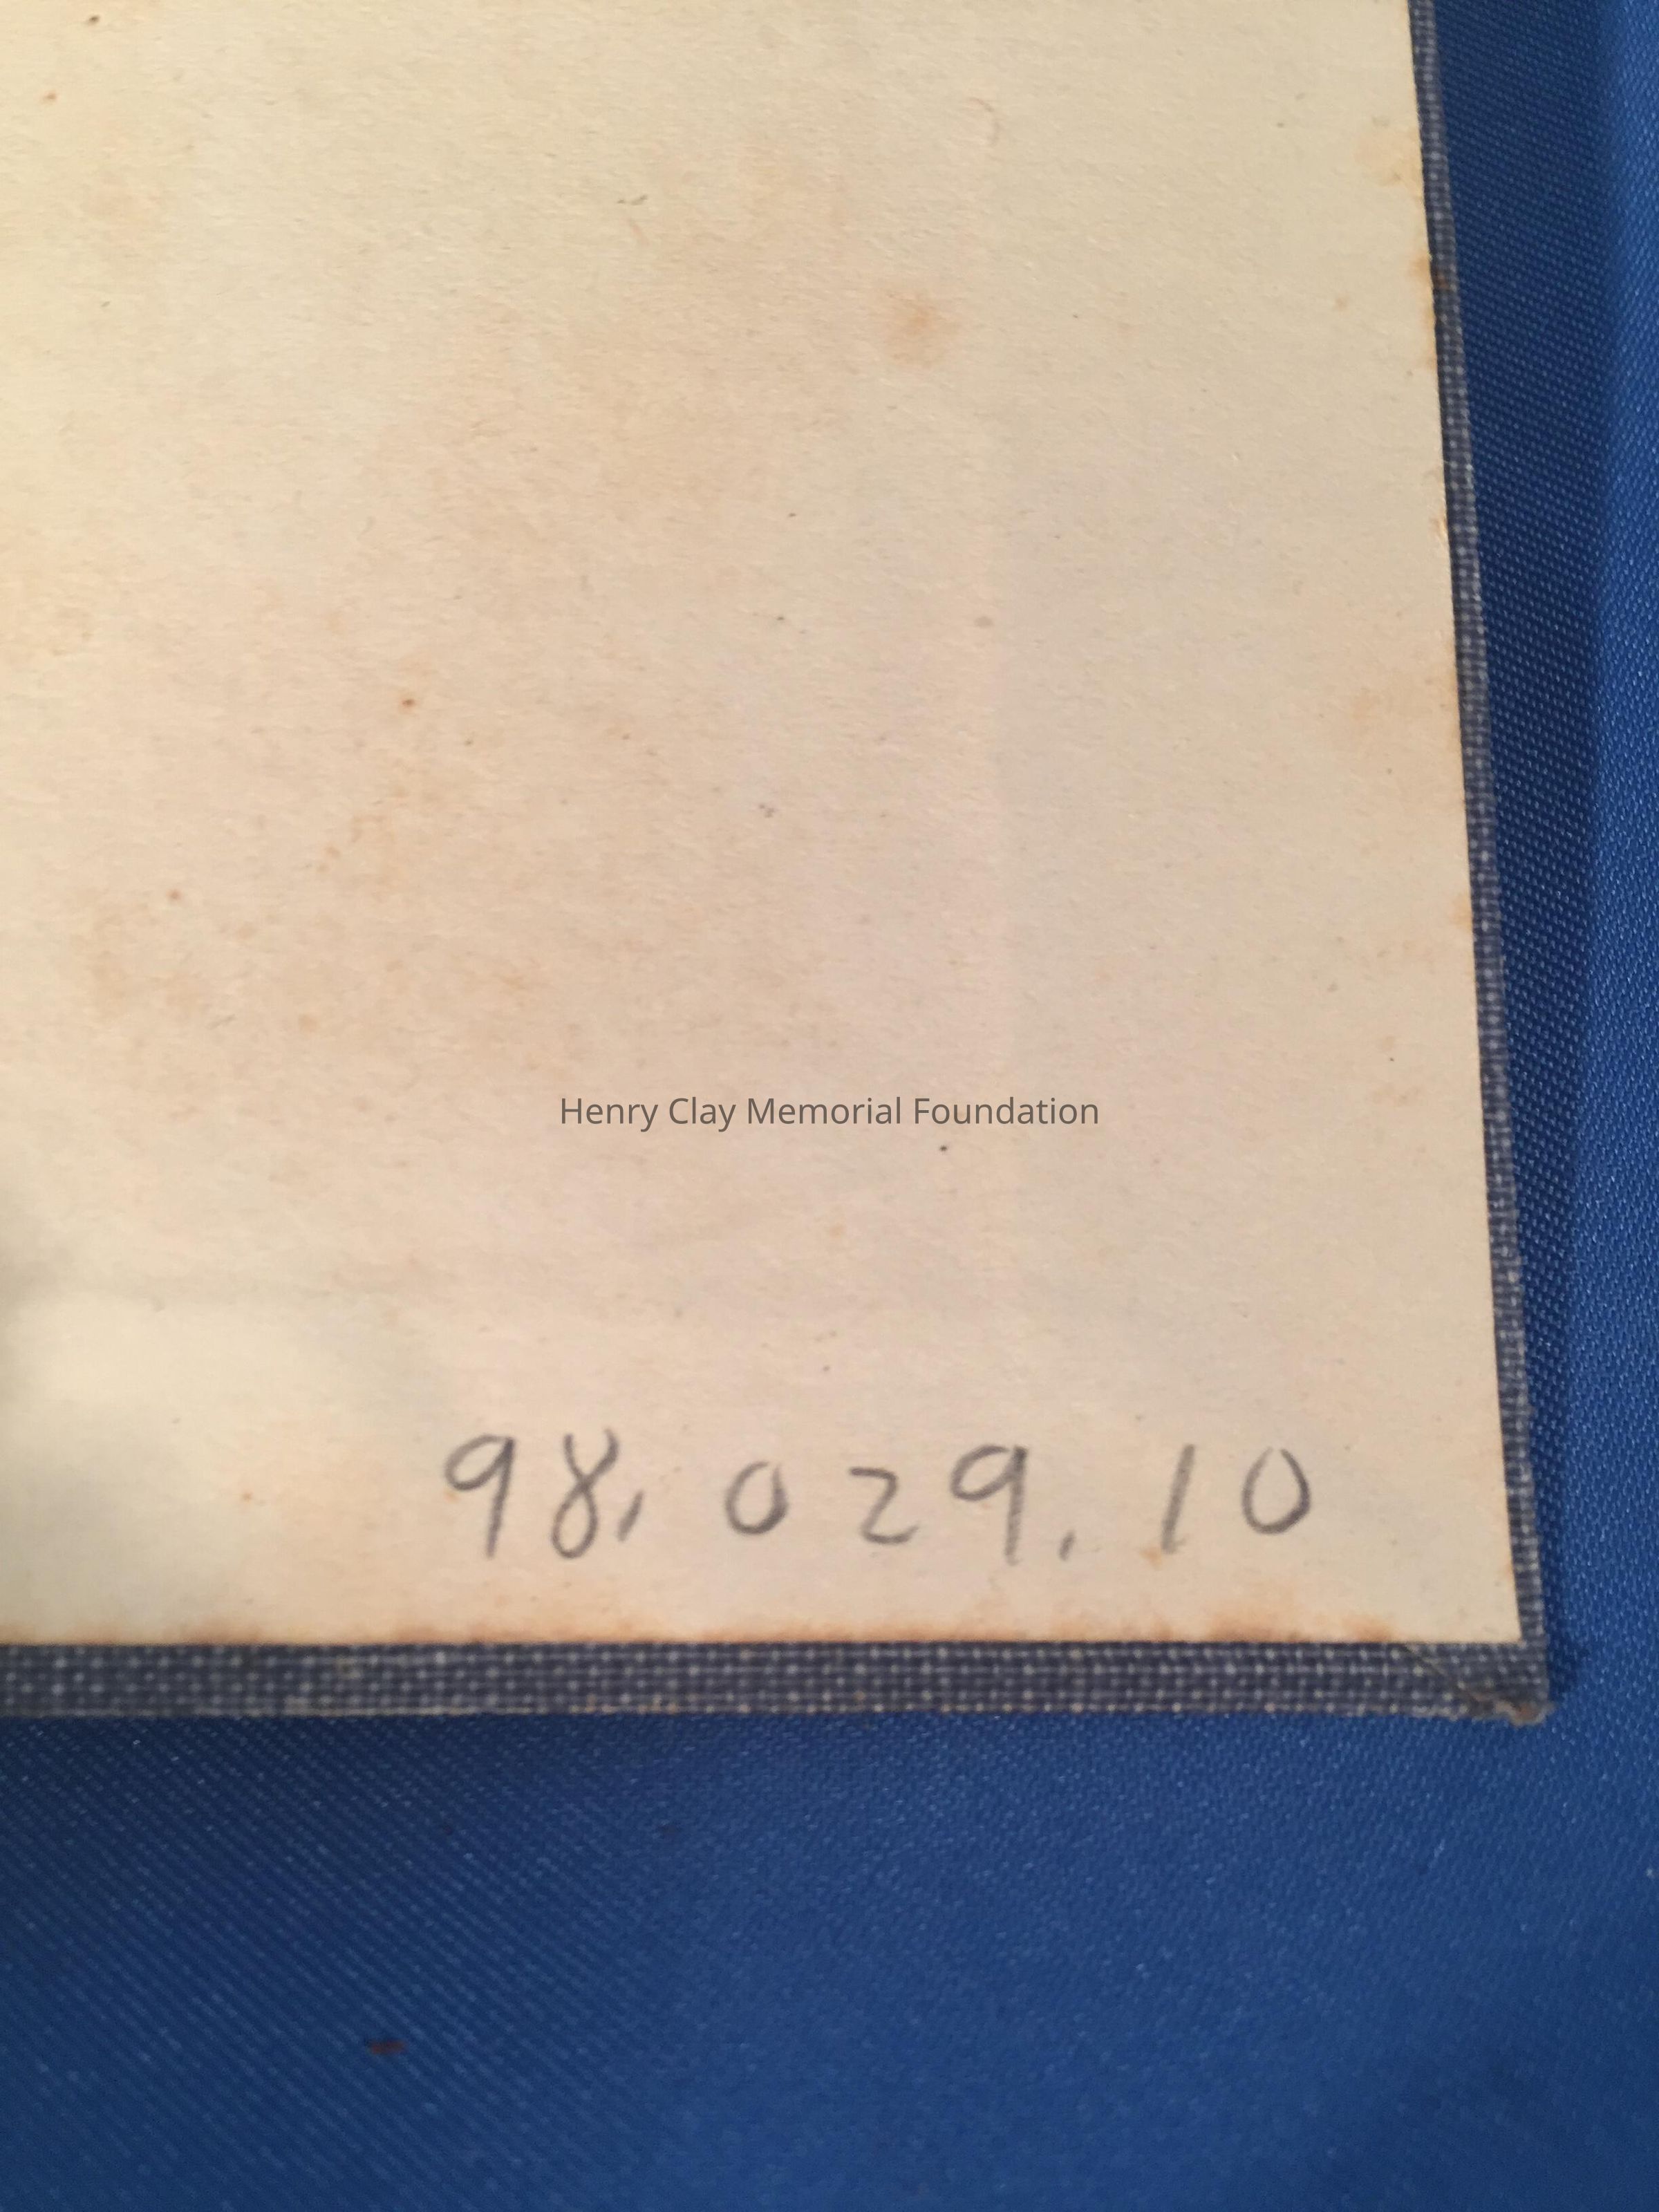 Henry Clay Memorial Foundation
98.029.10